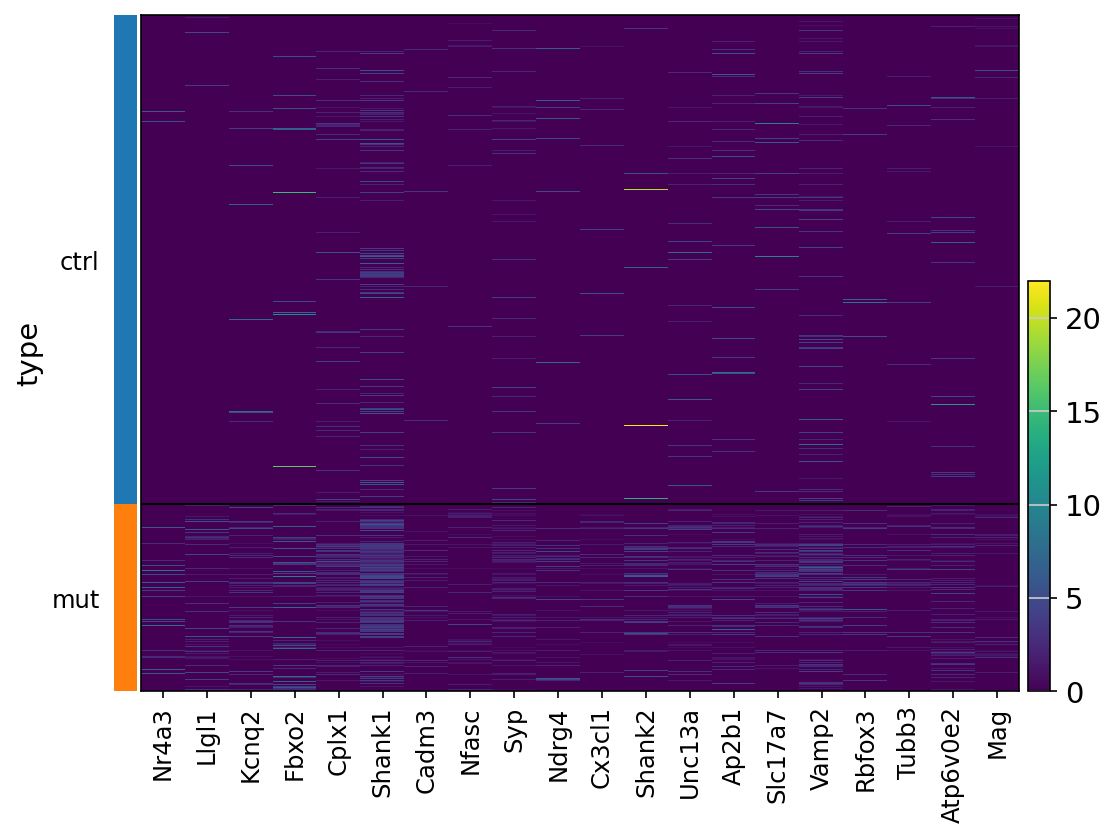 type
ctrl
mut
20
15
10
5
0
Nr4a3
Llgl1
Kcnq2
Fbxo2
Cplx1
Shank1
Cadm3
Nfasc
Syp
Ndrg4
Cx3cl1
Shank2
Unc13a
Ap2b1
Slc17a7
Vamp2
Rbfox3
Tubb3
Atp6v0e2
Mag